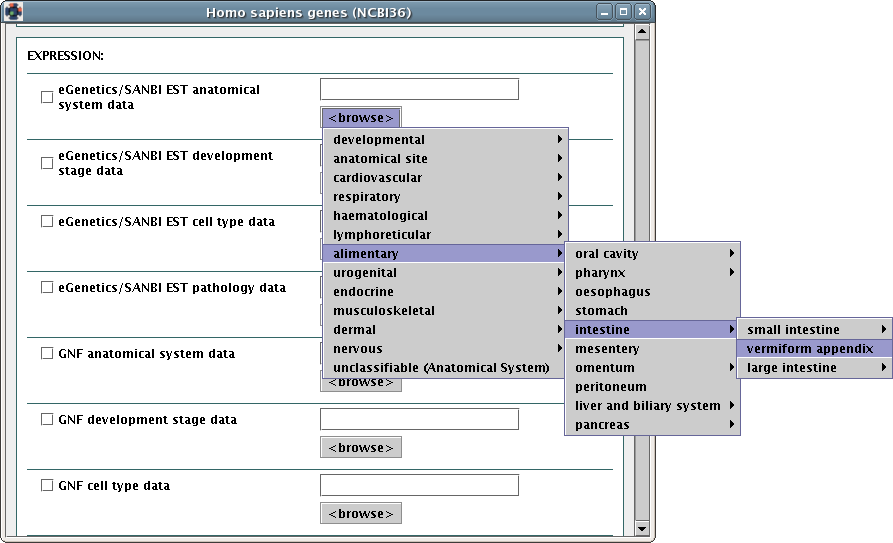 Homo sapiens genes (NCBI36)
EXPRESSION:
eGenetics/SANBI EST anatomical
system data
<browse>
eGenetics/SANBI EST development
stage data
eGenetics/SANBI EST cell type data
eGenetics/SANBI EST pathology data
GNF anatomical system data
<browse>
GNF development stage data
<browse>
GNF cell type data
<browse>
developmental
anatomical site
cardiovascular
respiratory
haematological
lymphoreticular
alimentary
urogenital
endocrine
musculoskeletal
dermal
nervous
unclassifiable (Anatomical System)
oral cavity
pharynx
oesophagus
stomach
intestine
mesentery
omentum
peritoneum
liver and biliary system
pancreas
small intestine
vermiform appendix
large intestine